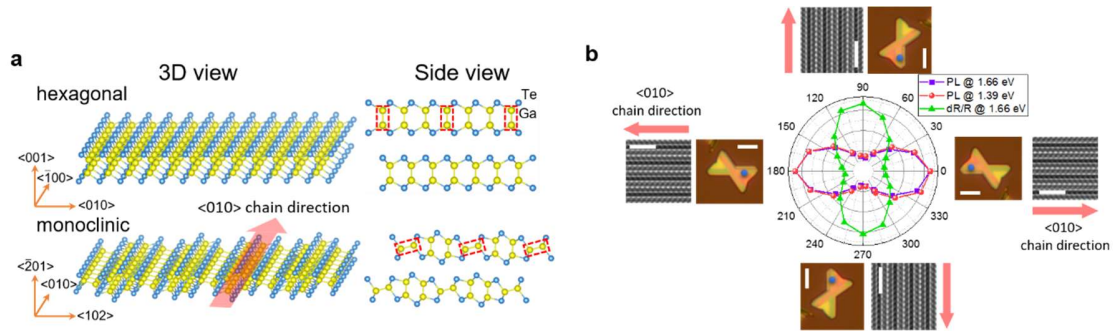 a
3D view
Side view
hexagonal
Te
Ga
<001>
<1̅00>
<010>
<010> chain direction
monoclinic
<2̅01>
<010>
<102>
b
PL @ 1.66 eV
PL @ 1.39 eV
dR/R @ 1.66 eV
<010>
chain direction
90
120
60
150
30
180
0
210
330
240
300
270
<010>
chain direction